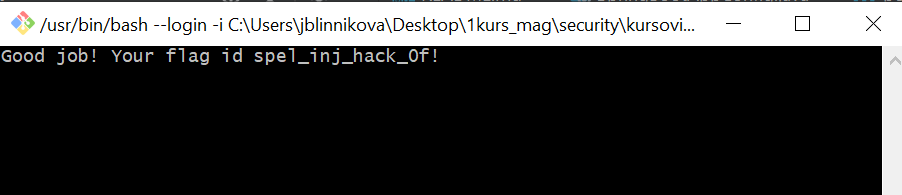 /usr/bin/bash --login -i C:\Users\jblinnikova\Desktop\1kurs_mag\security\kursovi...
Good job! Your flag id spel_inj_hack_0f!